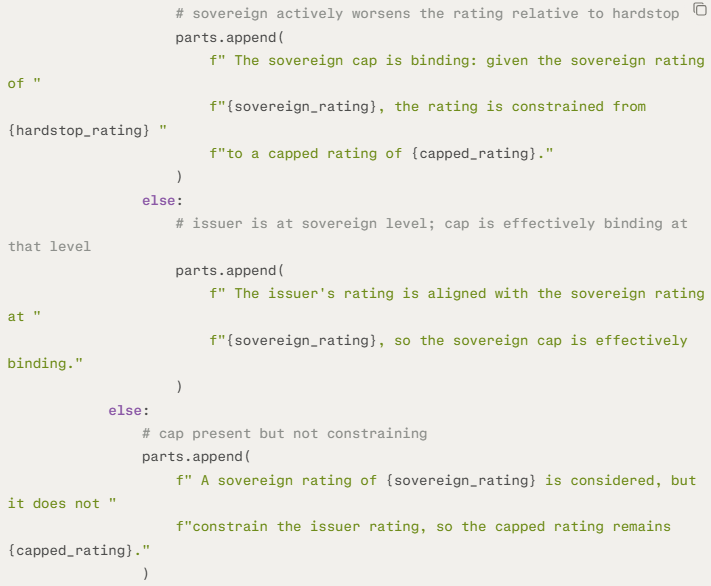 # sovereign actively worsens the rating relative to hardstop
                    parts.append(
                        f" The sovereign cap is binding: given the sovereign rating
of "
                        f"{sovereign_rating}, the rating is constrained from
{hardstop_rating} "
                        f"to a capped rating of {capped_rating}."
                    )
                else:
                    # issuer is at sovereign level; cap is effectively binding at
that level
                    parts.append(
                        f" The issuer's rating is aligned with the sovereign rating
at "
                        f"{sovereign_rating}, so the sovereign cap is effectively
binding."
                    )
            else:
                # cap present but not constraining
                parts.append(
                    f" A sovereign rating of {sovereign_rating} is considered, but
it does not "
                    f"constrain the issuer rating, so the capped rating remains
{capped_rating}."
                )